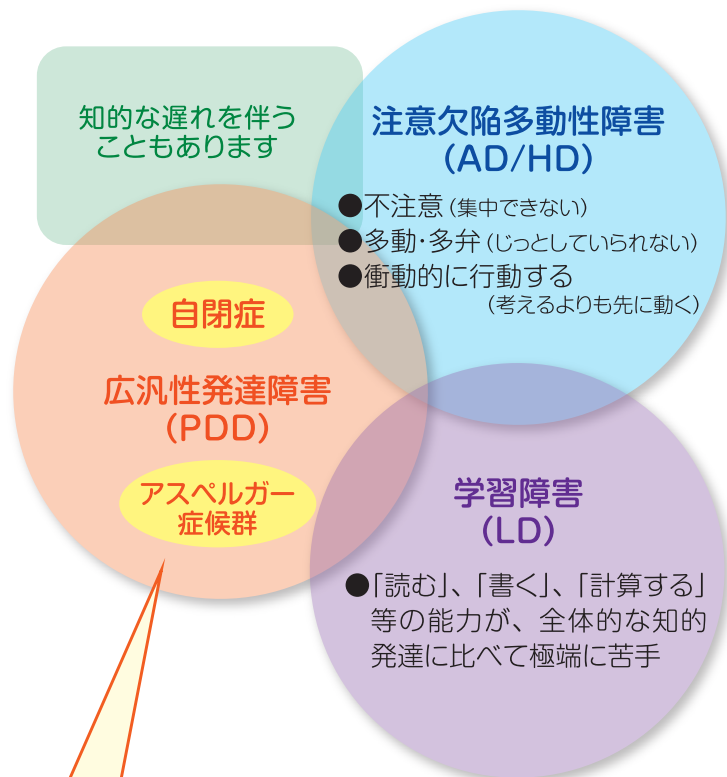 知的な遅れを伴う
こともあります
注意欠陥多動性障害
(AD/HD)
●不注意(集中できない)
●多動・多弁(じっとしていられない)
●衝動的に行動する
(考えるよりも先に動く)
自閉症
広汎性発達障害
(PDD)
アスペルガー
症候群
学習障害
(LD)
●「読む」、「書く」、「計算する」
等の能力が、全体的な知的
発達に比べて極端に苦手